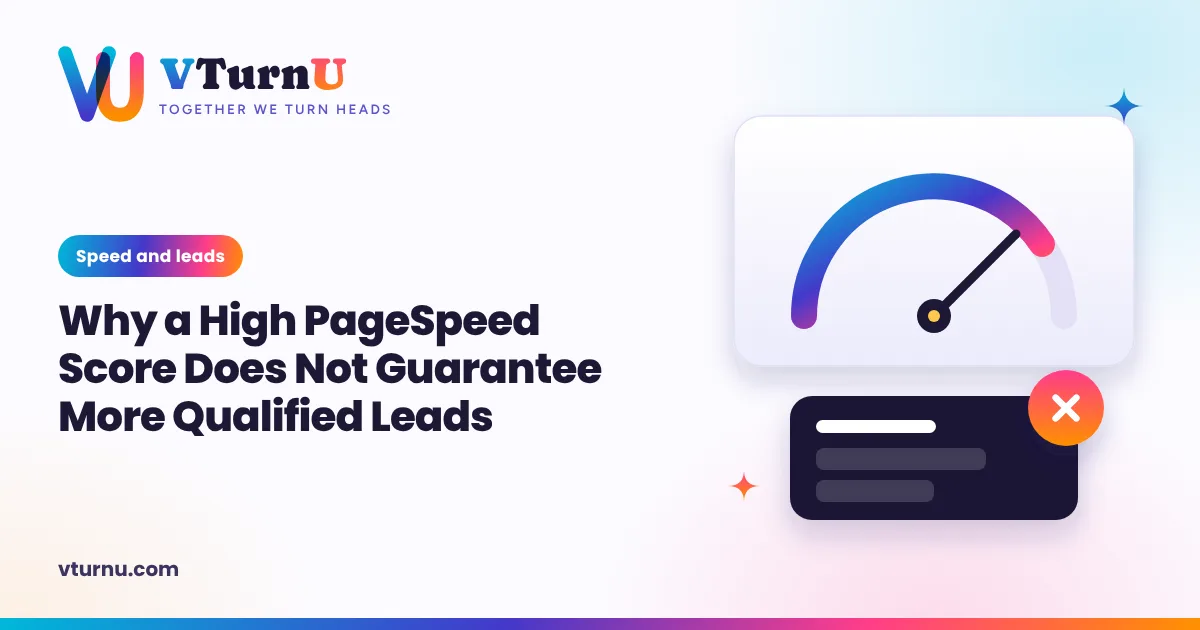 VTurnU
TOGETHER WE TURN HEADS
Speed and leads
Why a High PageSpeed
Score Does Not Guarantee
More Qualified Leads
vturnu.com